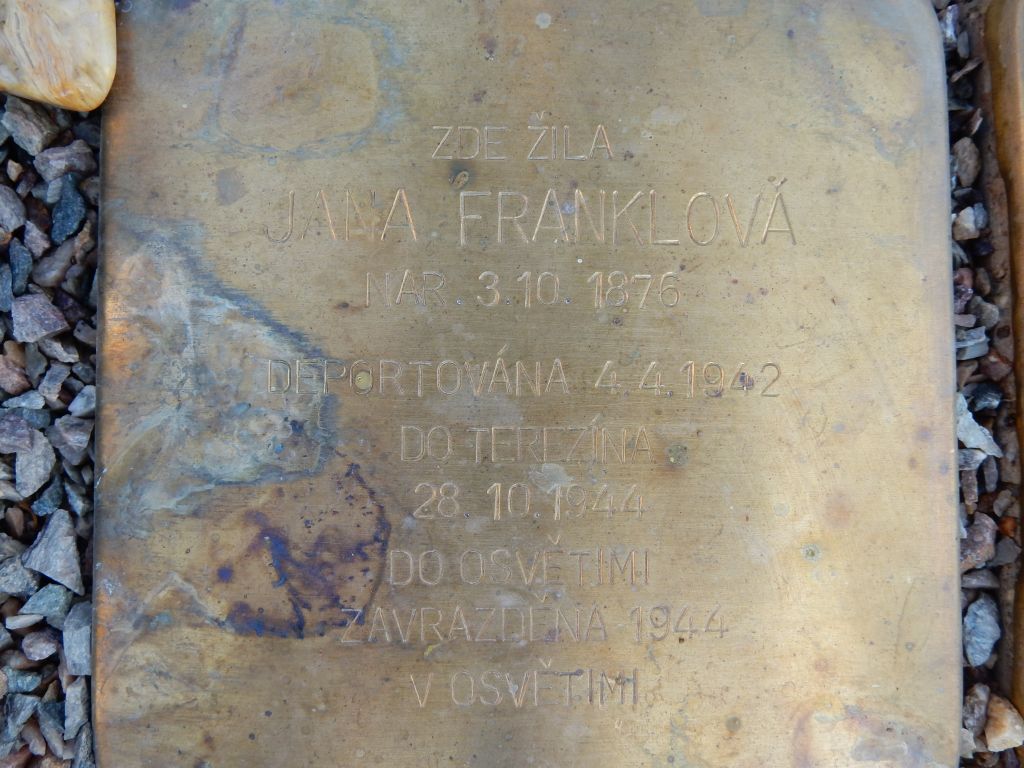 ZDE ŽILA
JANA FRANKLOVÁ
NAR. 3.10. 1876
DEPORTOVÁNA 4.4.1942
DO TEREZÍNA
28.10.1944
DO OSVĚTIMI
ZAVRAŽDĚNA 1944
V OSVĚTIMI